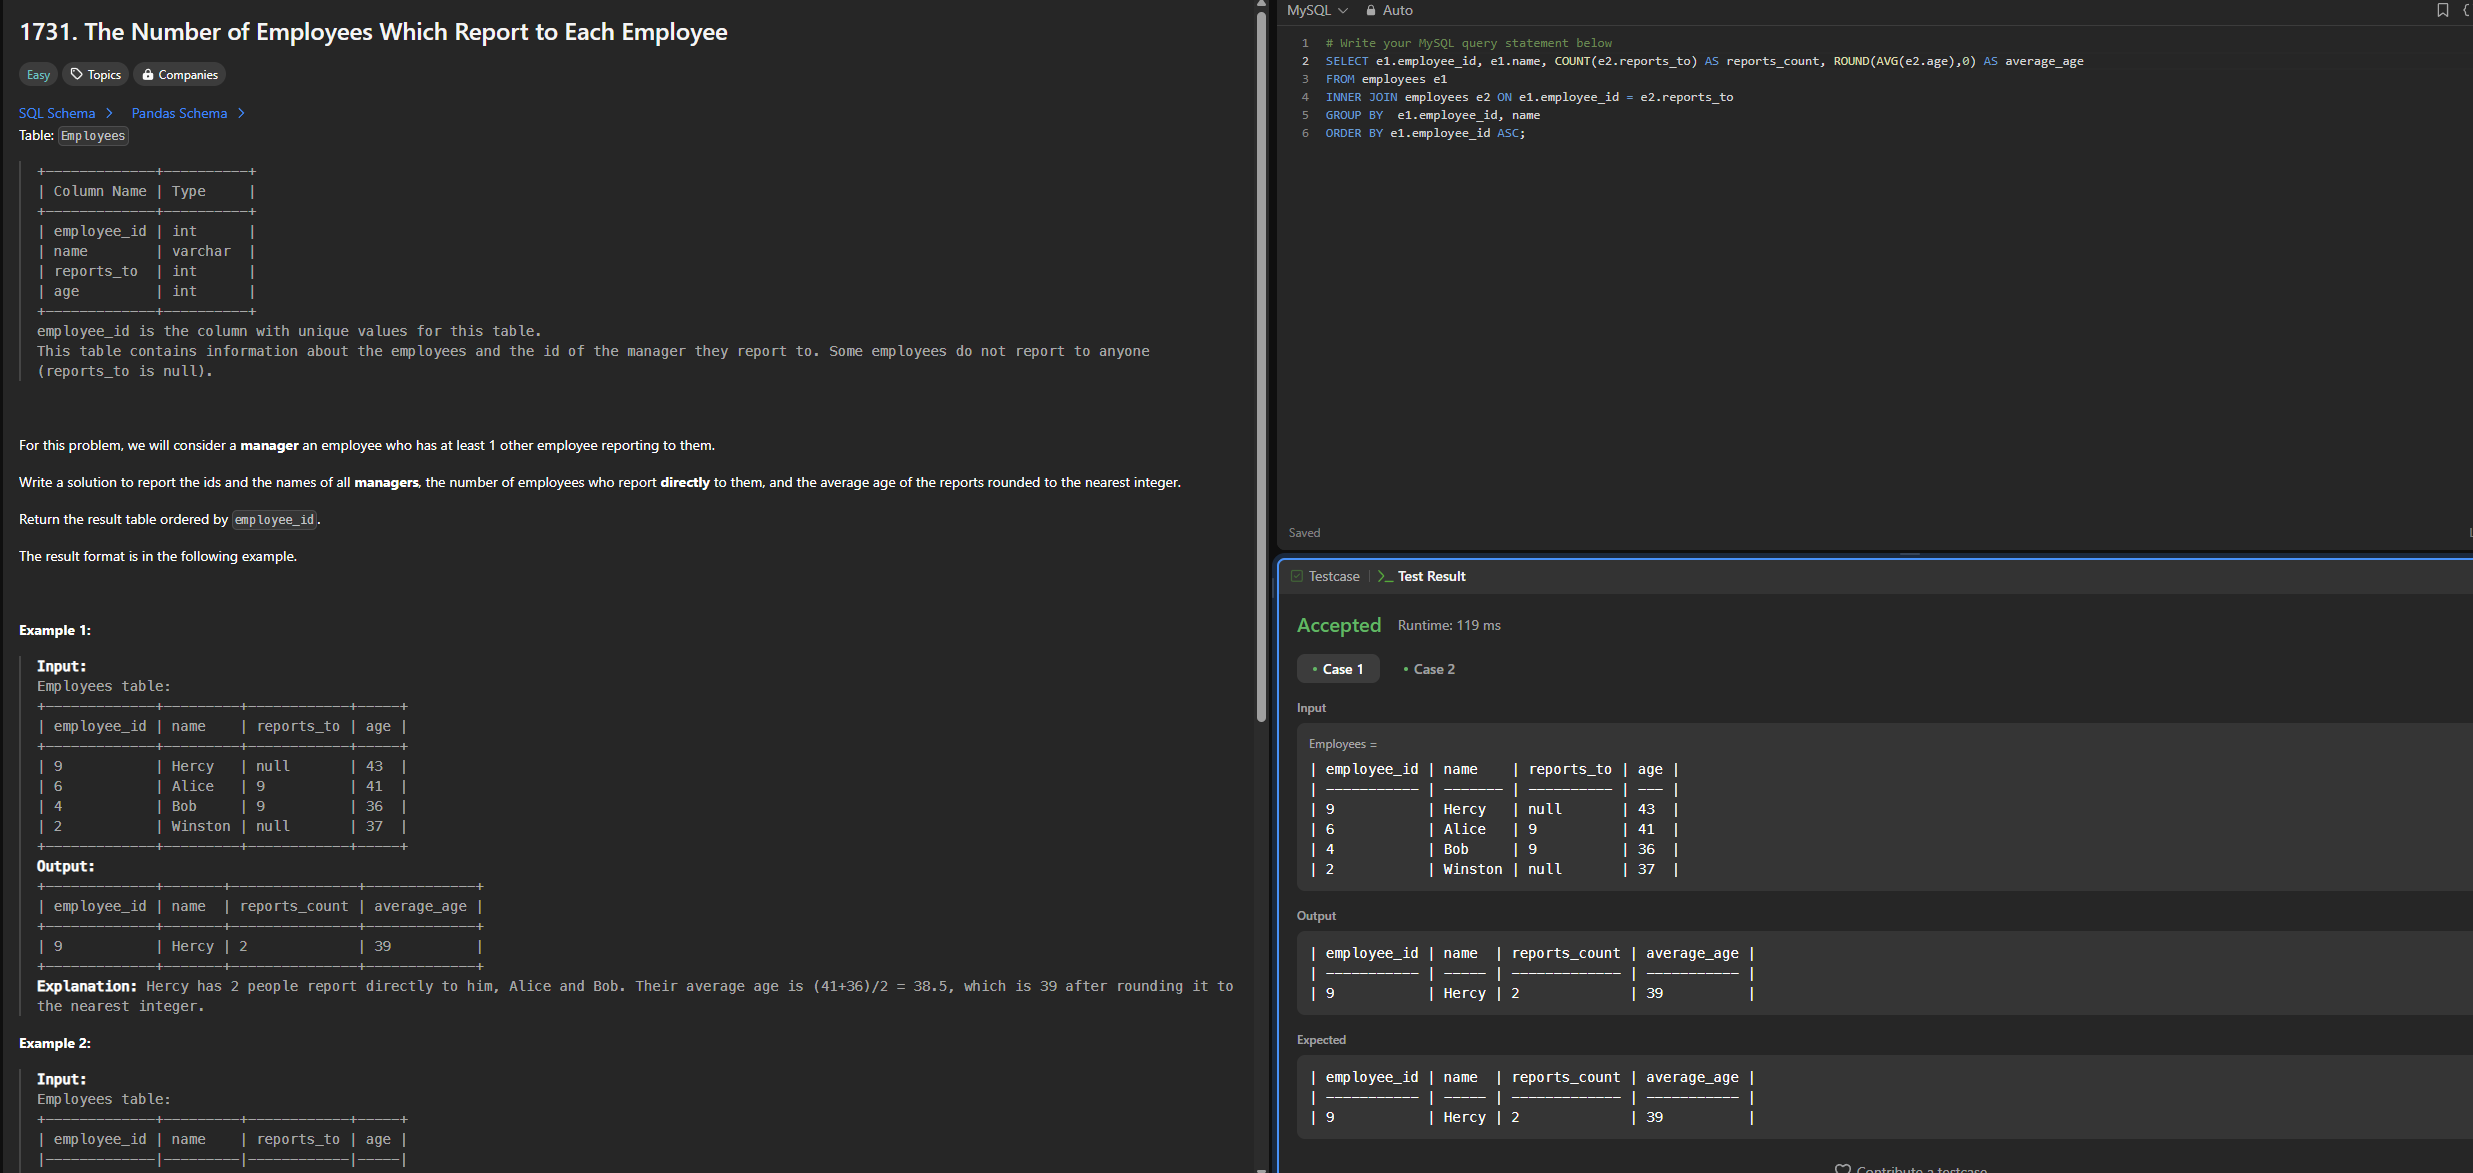 1731. The Number of Employees Which Report to Each Employee
Easy Topics Companies
SQL Schema > Pandas Schema >
Table: Employees
+-------------+----------+
| Column Name | Type     |
+-------------+----------+
| employee_id | int      |
| name        | varchar  |
| reports_to  | int      |
| age         | int      |
+-------------+----------+
employee_id is the column with unique values for this table.
This table contains information about the employees and the id of the manager they report to. Some employees do not report to anyone
(reports_to is null).
For this problem, we will consider a manager an employee who has at least 1 other employee reporting to them.
Write a solution to report the ids and the names of all managers, the number of employees who report directly to them, and the average age of the reports rounded to the nearest integer.
Return the result table ordered by employee_id.
The result format is in the following example.
Example 1:
Input:
Employees table:
+-------------+---------+------------+-----+
| employee_id | name    | reports_to | age |
+-------------+---------+------------+-----+
| 9           | Hercy   | null       | 43  |
| 6           | Alice   | 9          | 41  |
| 4           | Bob     | 9          | 36  |
| 2           | Winston | null       | 37  |
+-------------+---------+------------+-----+
Output:
+-------------+-------+---------------+-------------+
| employee_id | name  | reports_count | average_age |
+-------------+-------+---------------+-------------+
| 9           | Hercy | 2             | 39          |
+-------------+-------+---------------+-------------+
Explanation: Hercy has 2 people report directly to him, Alice and Bob. Their average age is (41+36)/2 = 38.5, which is 39 after rounding it to
the nearest integer.
Example 2:
Input:
Employees table:
+-------------+---------+------------+-----+
| employee_id | name    | reports_to | age |
|-------------|---------|------------|-----|
MySQL Auto
1 # Write your MySQL query statement below
2 SELECT e1.employee_id, e1.name, COUNT(e2.reports_to) AS reports_count, ROUND(AVG(e2.age),0) AS average_age
3 FROM employees e1
4 INNER JOIN employees e2 ON e1.employee_id = e2.reports_to
5 GROUP BY  e1.employee_id, name
6 ORDER BY e1.employee_id ASC;
Saved
Testcase | >_ Test Result
Accepted Runtime: 119 ms
• Case 1 • Case 2
Input
Employees =
| employee_id | name    | reports_to | age |
| ----------- | ------- | ---------- | --- |
| 9           | Hercy   | null       | 43  |
| 6           | Alice   | 9          | 41  |
| 4           | Bob     | 9          | 36  |
| 2           | Winston | null       | 37  |
Output
| employee_id | name  | reports_count | average_age |
| ----------- | ----- | ------------- | ----------- |
| 9           | Hercy | 2             | 39          |
Expected
| employee_id | name  | reports_count | average_age |
| ----------- | ----- | ------------- | ----------- |
| 9           | Hercy | 2             | 39          |
Contribute a testcase